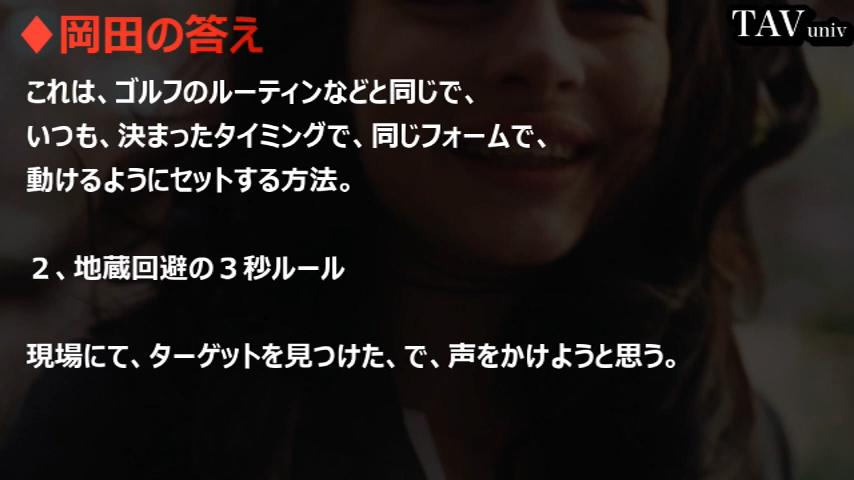 ◆岡田の答え
TAV univ
これは、ゴルフのルーティンなどと同じで、
いつも、決まったタイミングで、同じフォームで、
動けるようにセットする方法。
２、地蔵回避の３秒ルール
現場にて、ターゲットを見つけた、で、声をかけようと思う。